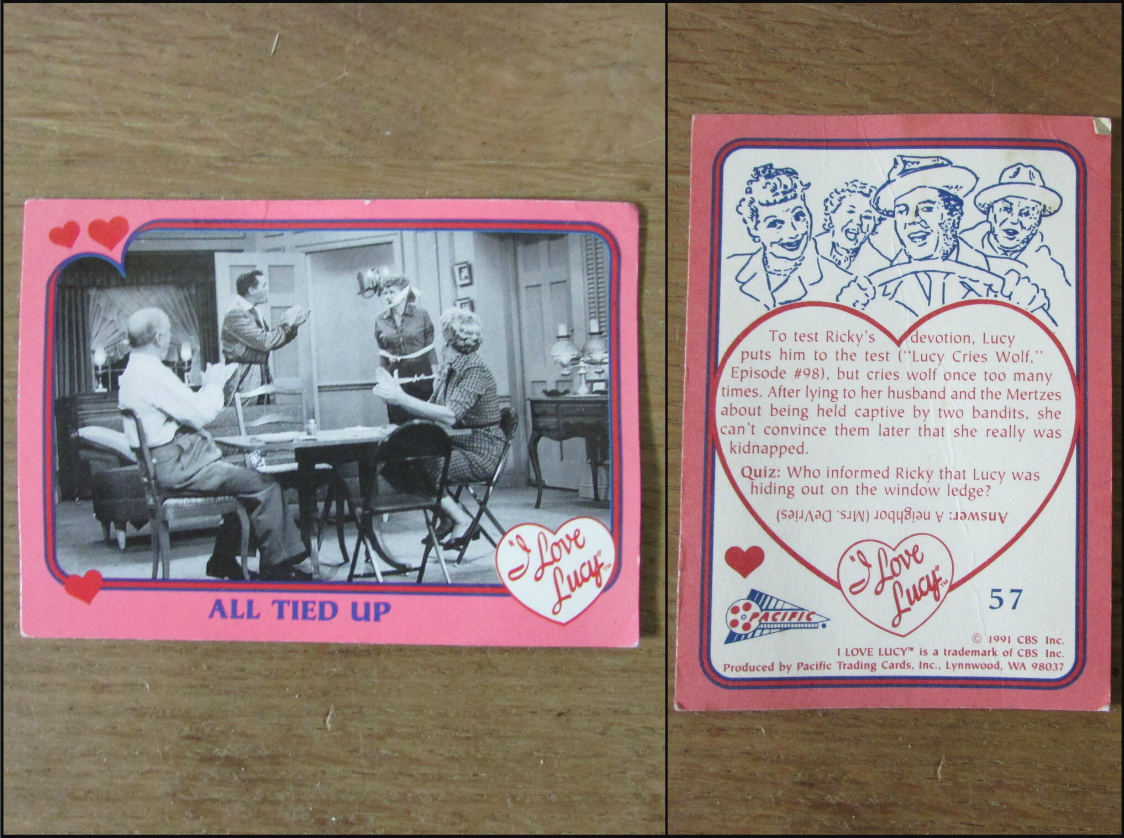 ALL TIED UP
"I Love
Lucy"™
To test Ricky's devotion, Lucy
puts him to the test ("Lucy Cries Wolf,"
Episode #98), but cries wolf once too many
times. After lying to her husband and the Mertzes
about being held captive by two bandits, she
can't convince them later that she really was
kidnapped.
Quiz: Who informed Ricky that Lucy was
hiding out on the window ledge?
Answer: A neighbor (Mrs. DeVries)
"I Love
Lucy"™
PACIFIC
57
© 1991 CBS Inc.
I LOVE LUCY™ is a trademark of CBS Inc.
Produced by Pacific Trading Cards, Inc., Lynnwood, WA 98037